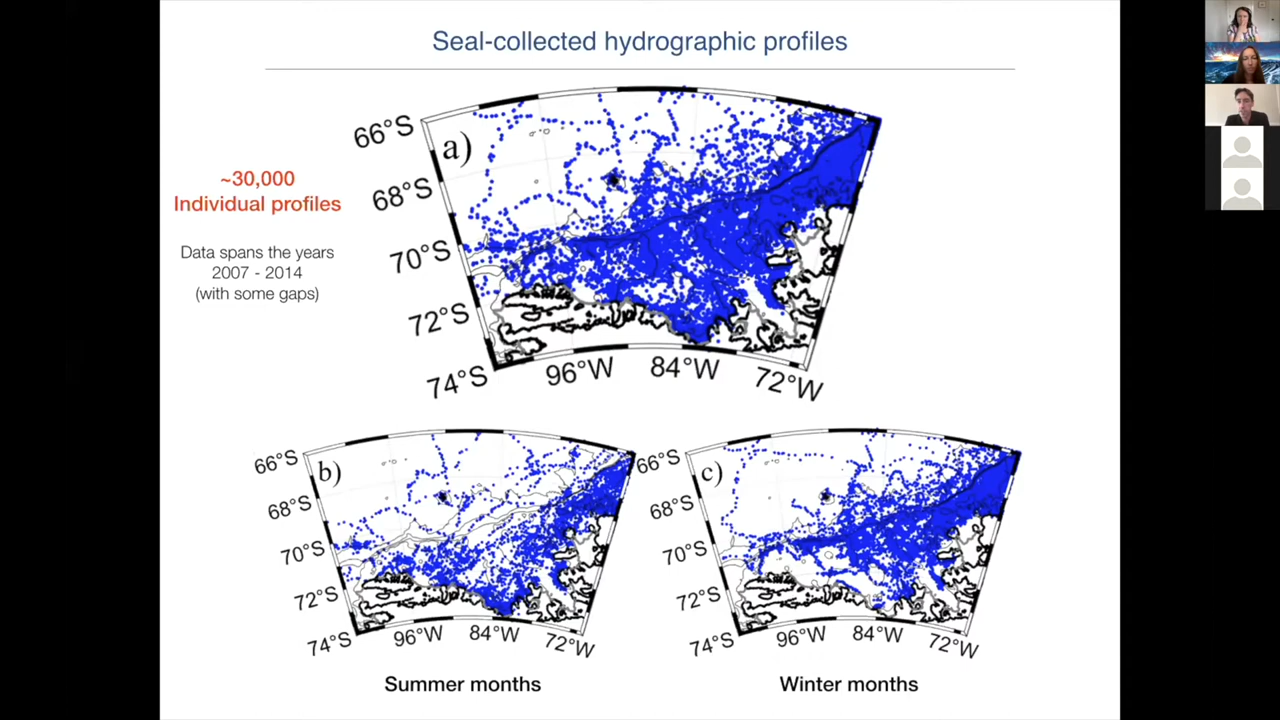 Seal-collected hydrographic profiles
~30,000
Individual profiles
Data spans the years
2007 - 2014
(with some gaps)
a)
66°S
68°S
70°S
72°S
74°S
96°W
84°W
72°W
b)
66°S
68°S
70°S
72°S
74°S
96°W
84°W
72°W
Summer months
c)
66°S
68°S
70°S
72°S
74°S
96°W
84°W
72°W
Winter months